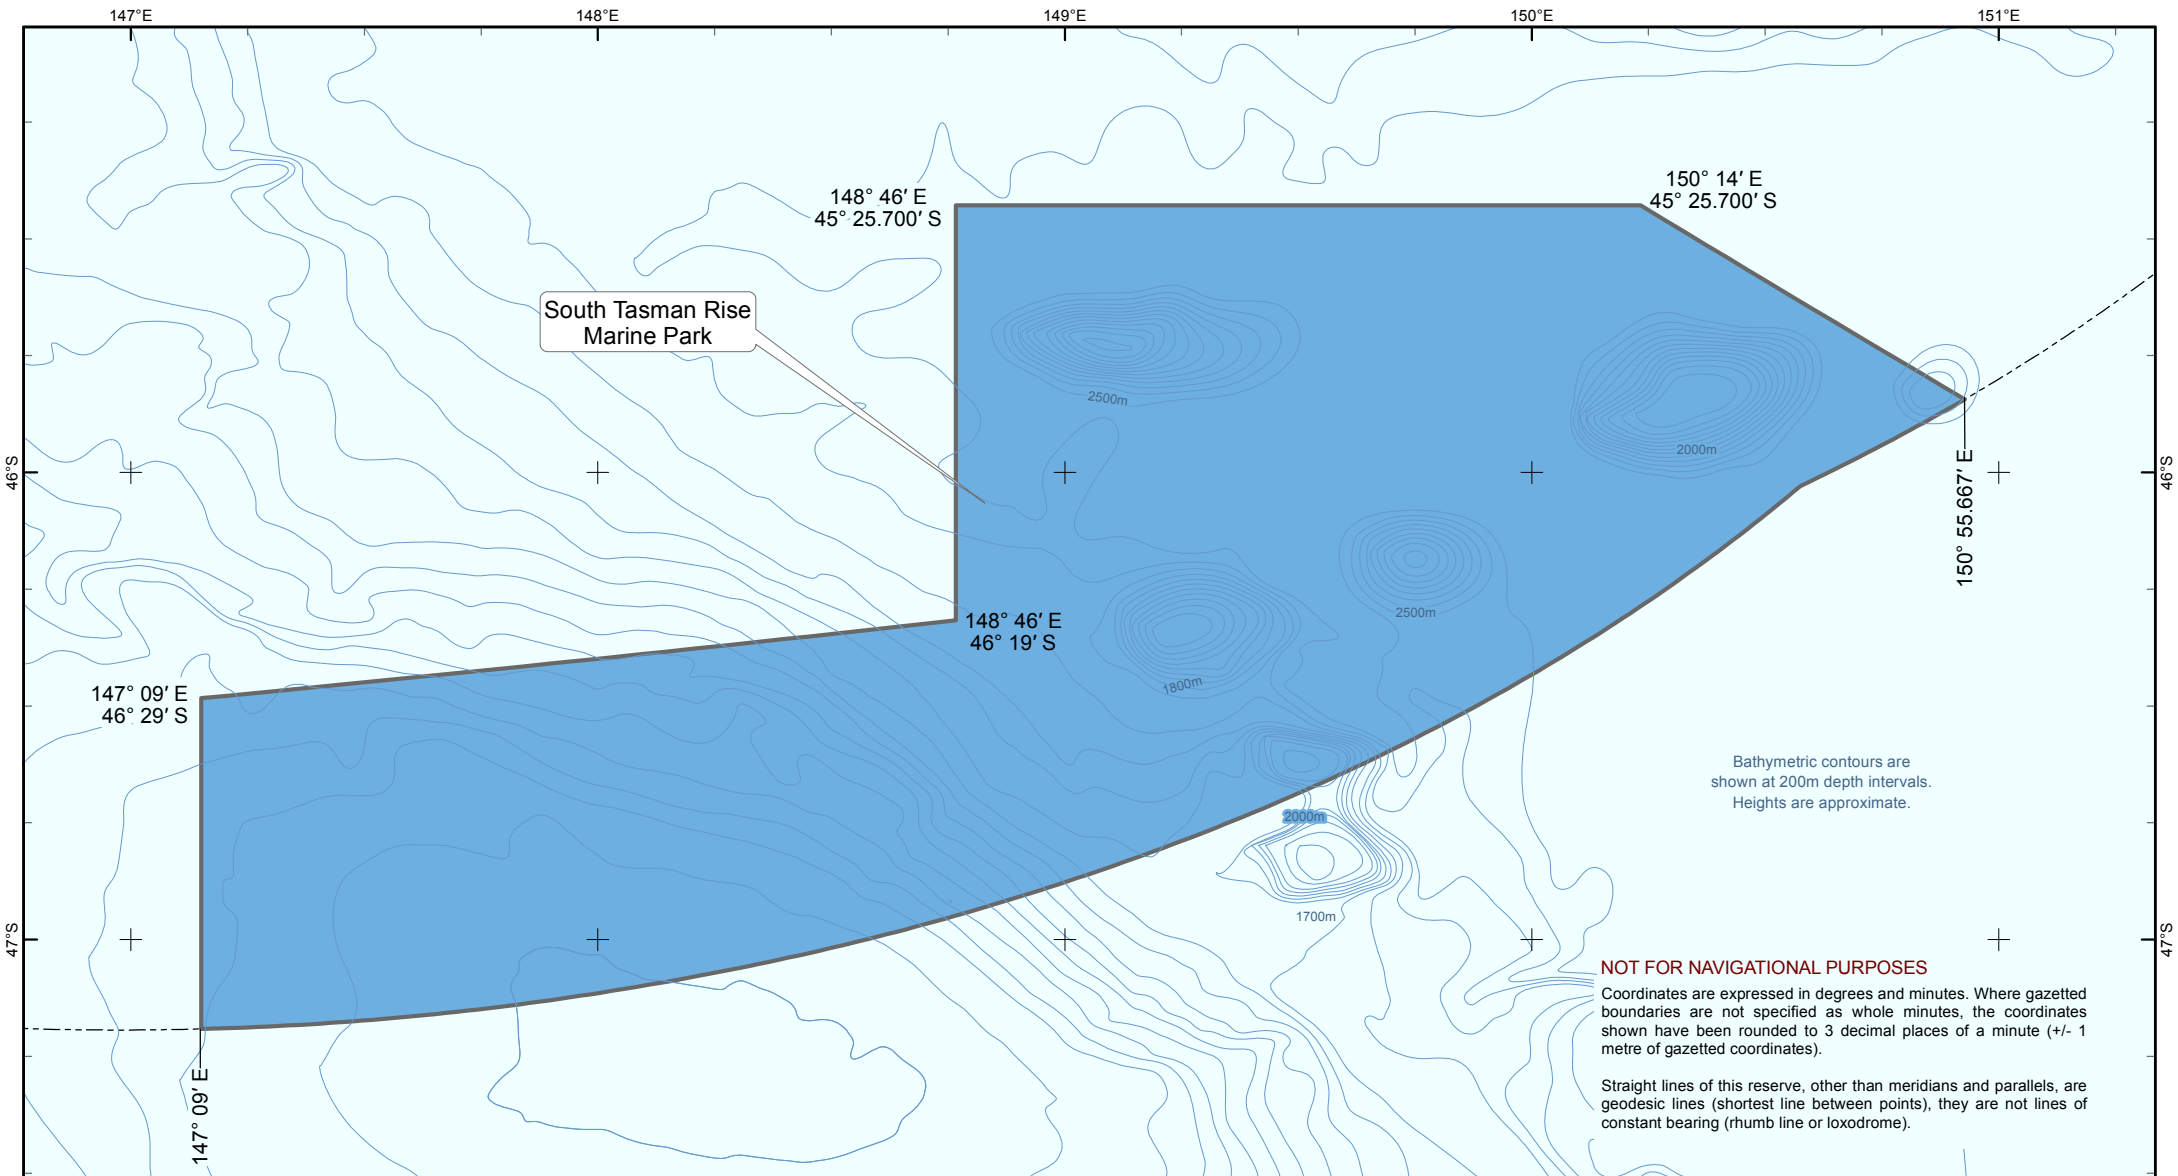 147°E
148°E
149°E
150°E
151°E
150° 14′ E
45° 25.700′ S
148° 46′ E
45° 25.700′ S
South Tasman Rise
Marine Park
2500m
2000m
46°S
46°S
150° 55.667′ E
2500m
148° 46′ E
46° 19′ S
1800m
147° 09′ E
46° 29′ S
Bathymetric contours are
shown at 200m depth intervals.
Heights are approximate.
2000m
1700m
47°S
47°S
NOT FOR NAVIGATIONAL PURPOSES
Coordinates are expressed in degrees and minutes. Where gazetted
boundaries are not specified as whole minutes, the coordinates
shown have been rounded to 3 decimal places of a minute (+/- 1
metre of gazetted coordinates).
Straight lines of this reserve, other than meridians and parallels, are
geodesic lines (shortest line between points), they are not lines of
constant bearing (rhumb line or loxodrome).
147° 09′ E